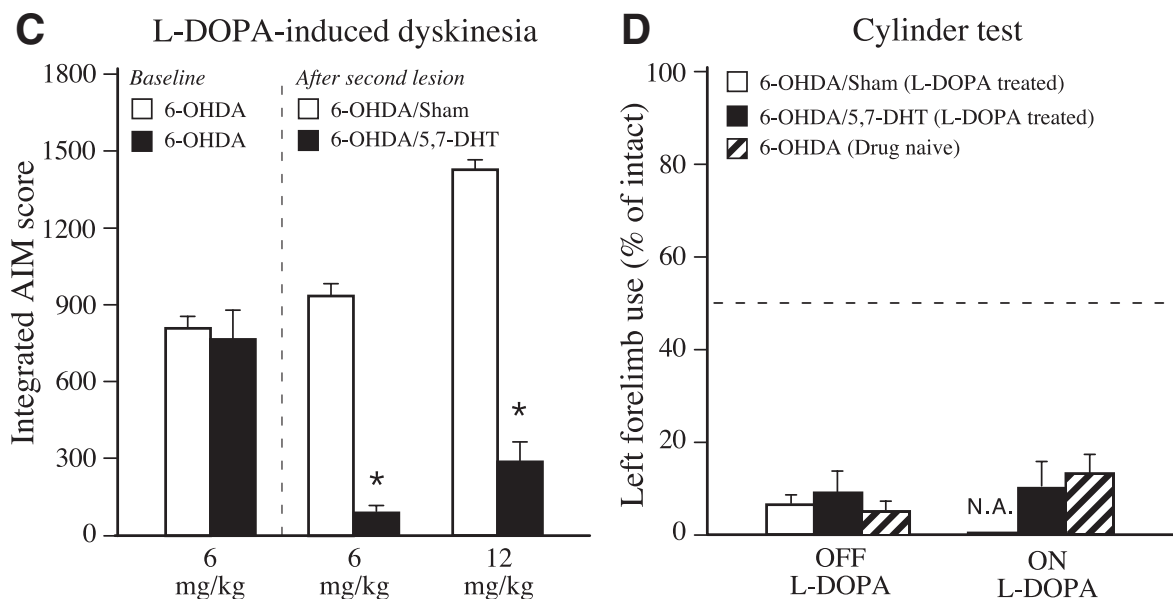 C
L-DOPA-induced dyskinesia
Baseline
6-OHDA
6-OHDA
After second lesion
6-OHDA/Sham
6-OHDA/5,7-DHT
Integrated AIM score
1800
1500
1200
900
600
300
0
*
*
6
mg/kg
6
mg/kg
12
mg/kg
D
Cylinder test
6-OHDA/Sham (L-DOPA treated)
6-OHDA/5,7-DHT (L-DOPA treated)
6-OHDA (Drug naive)
Left forelimb use (% of intact)
100
80
60
40
20
0
N.A.
OFF
L-DOPA
ON
L-DOPA